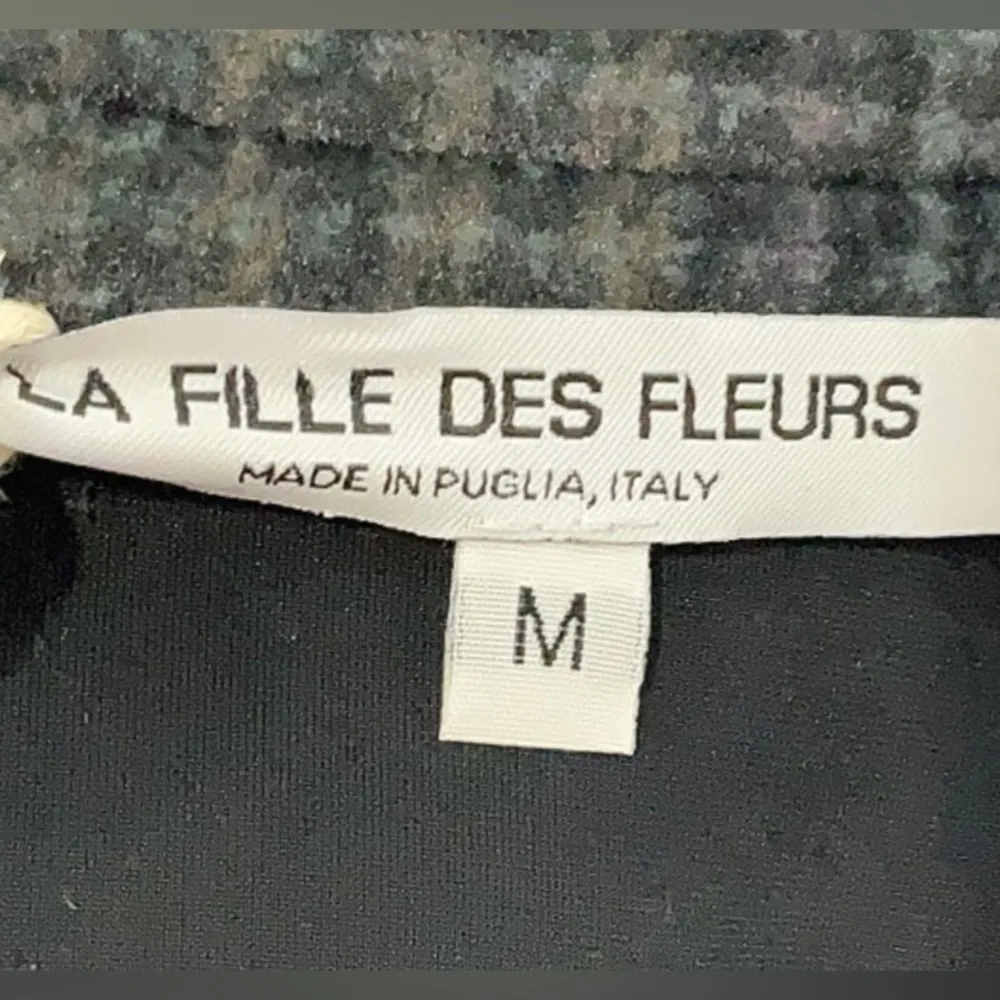 LA FILLE DES FLEURS
MADE IN PUGLIA, ITALY
M